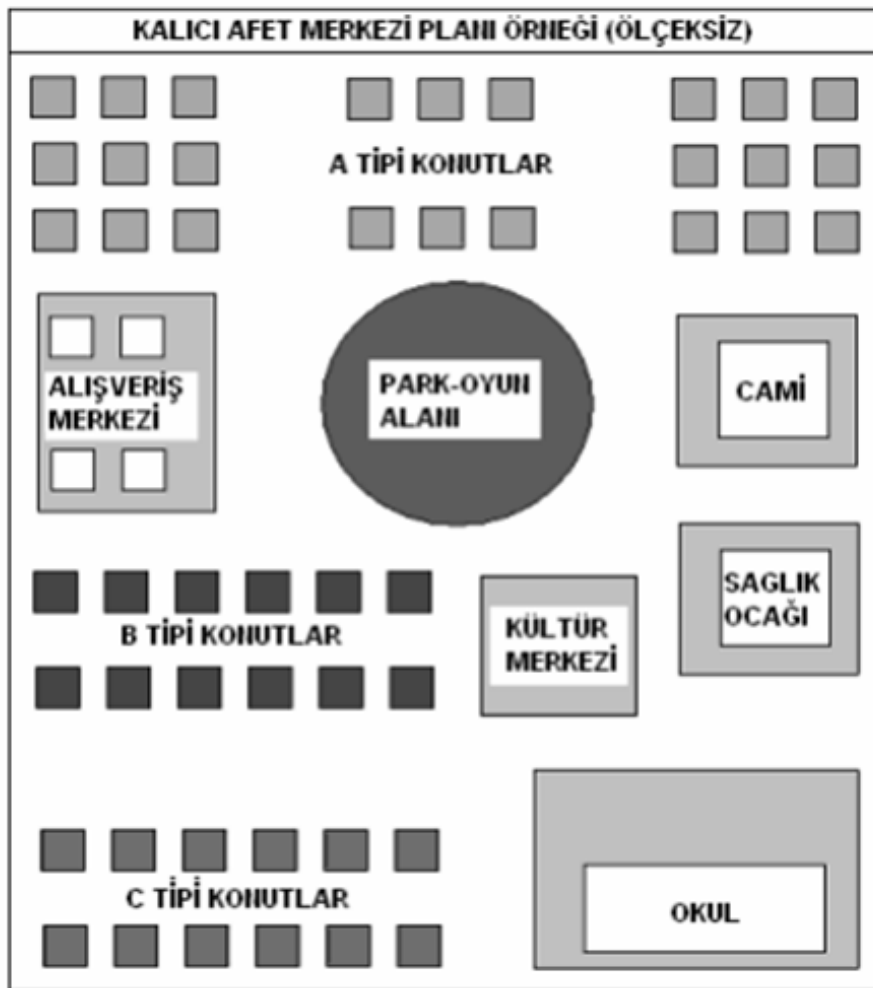 KALICI AFET MERKEZİ PLANI ÖRNEĞİ (ÖLÇEKSİZ)
A TİPİ KONUTLAR
ALIŞVERİŞ
MERKEZİ
PARK-OYUN
ALANI
CAMİ
SAGLIK
OCAĞI
B TİPİ KONUTLAR
KÜLTÜR
MERKEZİ
C TİPİ KONUTLAR
OKUL